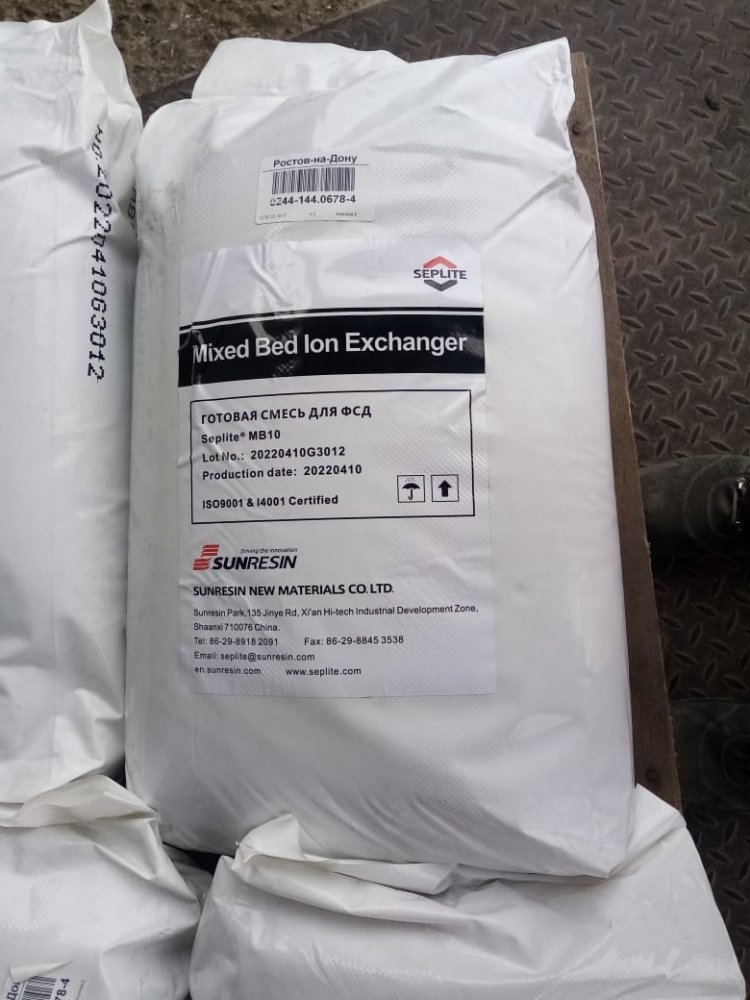 No.20220410G3012
Ростов-на-Дону
0244-144.0678-4
SEPLITE
Mixed Bed Ion Exchanger
ГОТОВАЯ СМЕСЬ ДЛЯ ФСД
Seplite® MB10
Lot No.: 20220410G3012
Production date: 20220410
ISO9001 & I4001 Certified
Driving the Innovation
SUNRESIN
SUNRESIN NEW MATERIALS CO. LTD.
Sunresin Park,135 Jinye Rd, Xi'an Hi-tech Industrial Development Zone,
Shaanxi 710076 China.
Tel: 86-29-8918 2091 Fax: 86-29-8845 3538
Email: seplite@sunresin.com
en.sunresin.com www.seplite.com
78-4